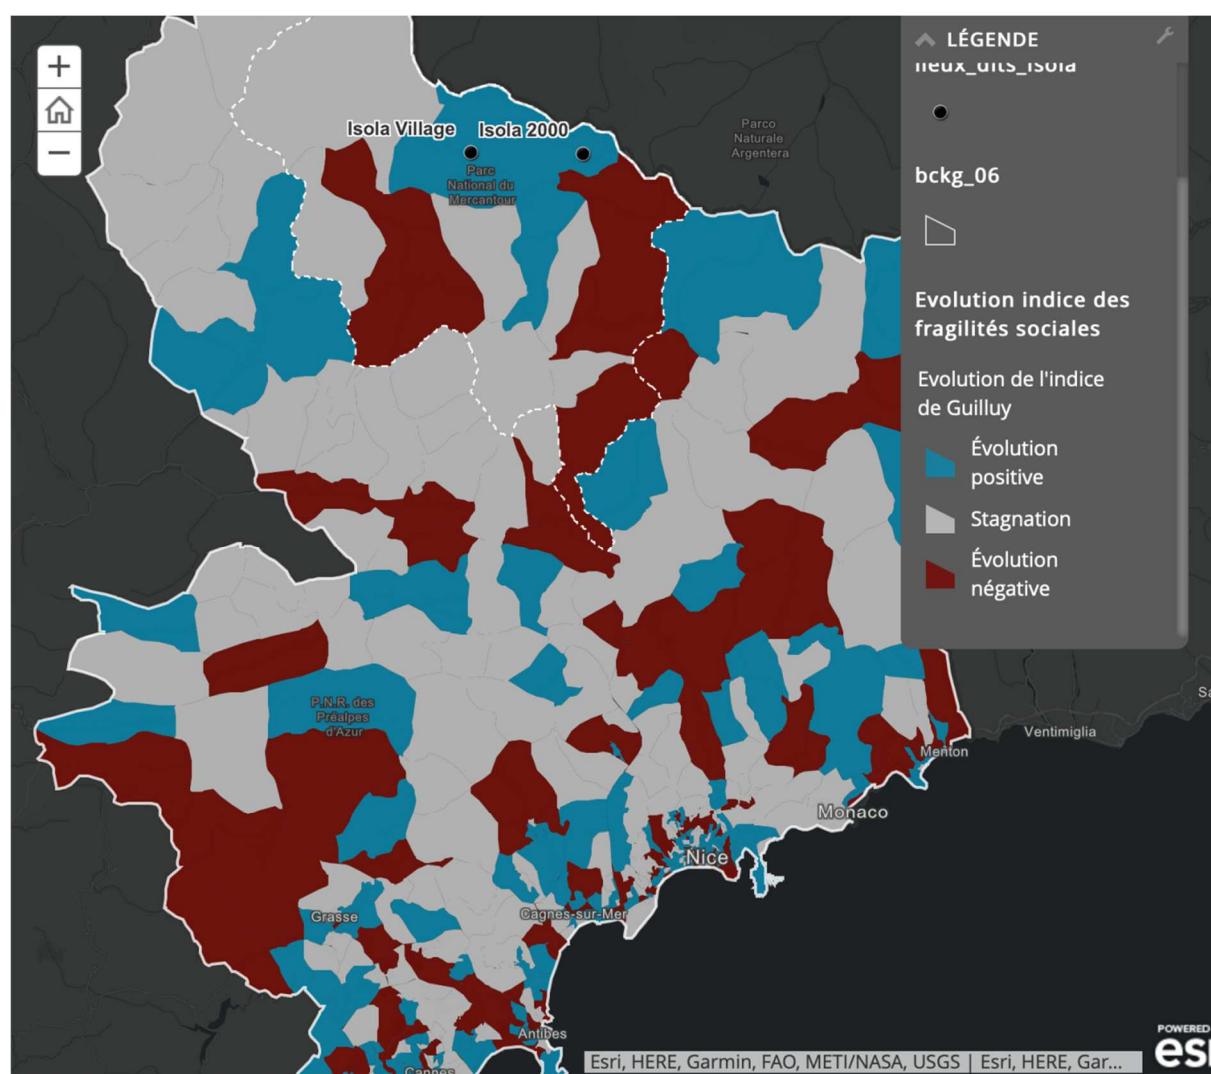 +
−
LÉGENDE
lieux_dits_isola
bckg_06
Evolution indice des
fragilités sociales
Evolution de l'indice
de Guilluy
Évolution
positive
Stagnation
Évolution
négative
Isola Village
Isola 2000
Parco
Naturale
Argentera
Parc
National du
Mercantour
P.N.R. des
Préalpes
d'Azur
Ventimiglia
Sa
Menton
Monaco
Nice
Grasse
Cagnes-sur-Mer
Antibes
Cannes
POWERED
esr
Esri, HERE, Garmin, FAO, METI/NASA, USGS | Esri, HERE, Gar...